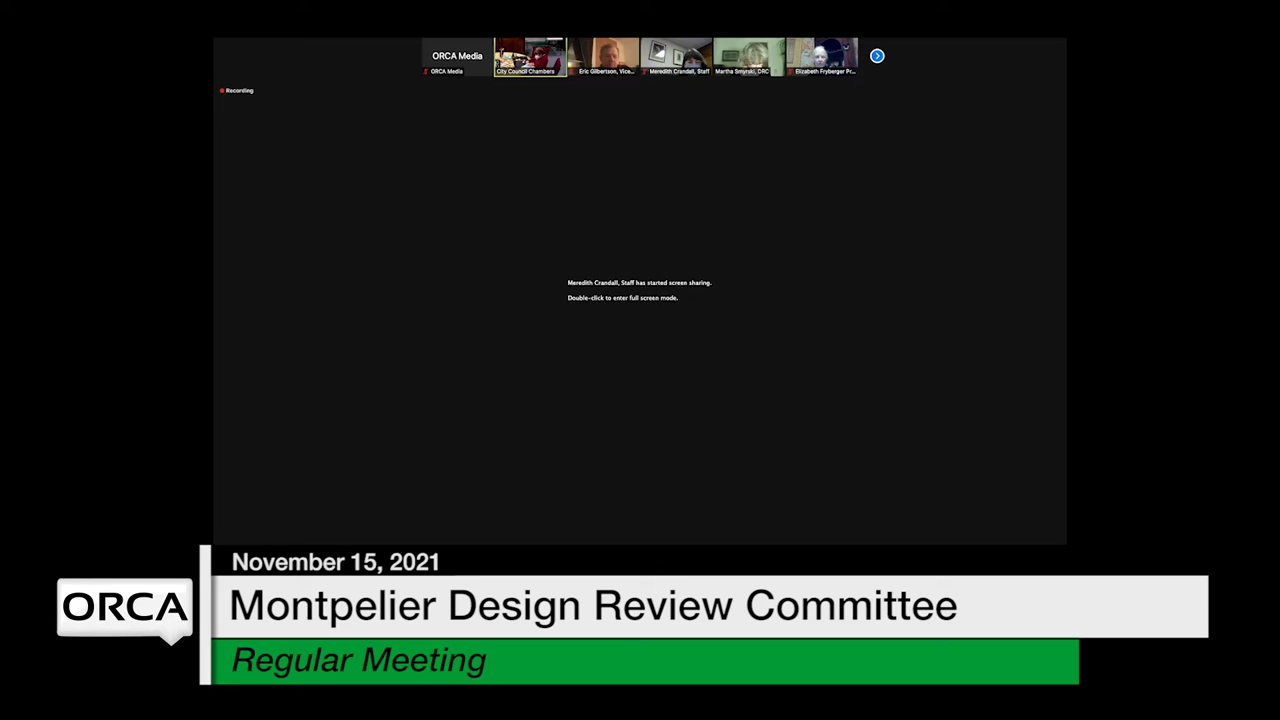 ORCA Media
ORCA Media
City Council Chambers
Eric Gilbertson, Vice...
Meredith Crandall, Staff
Martha Smyrski, DRC
Elizabeth Fryberger Pr...
Recording
Meredith Crandall, Staff has started screen sharing.
Double-click to enter full screen mode.
November 15, 2021
ORCA
Montpelier Design Review Committee
Regular Meeting